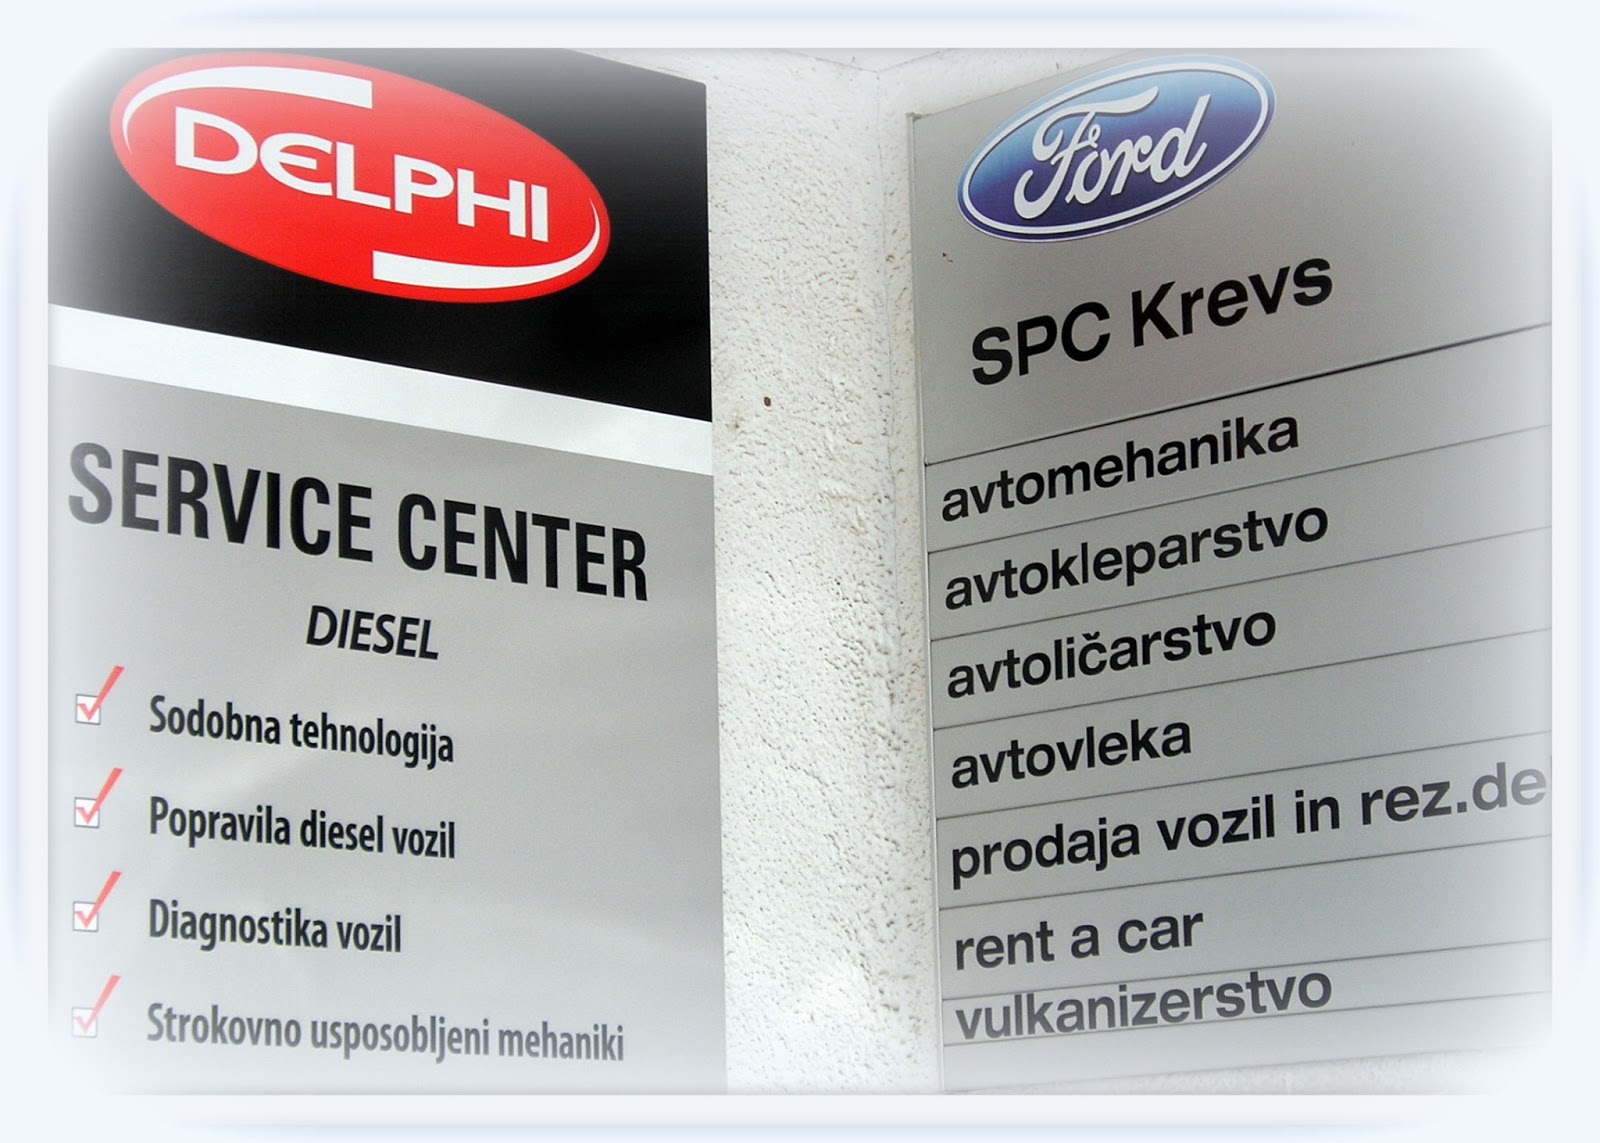 DELPHI
SERVICE CENTER
DIESEL
Sodobna tehnologija
Popravila diesel vozil
Diagnostika vozil
Strokovno usposobljeni mehaniki
Ford
SPC Krevs
avtomehanika
avtokleparstvo
avtoličarstvo
avtovleka
prodaja vozil in rez.de
rent a car
vulkanizerstvo